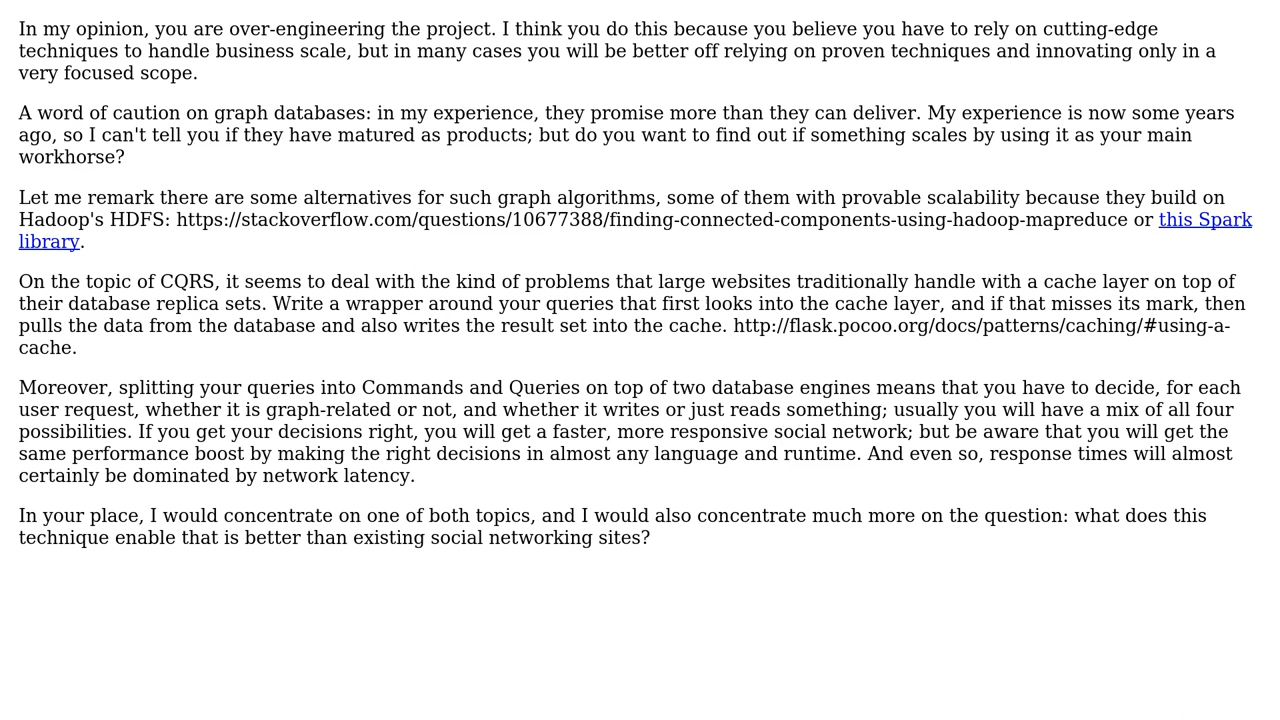 In my opinion, you are over-engineering the project. I think you do this because you believe you have to rely on cutting-edge
techniques to handle business scale, but in many cases you will be better off relying on proven techniques and innovating only in a
very focused scope.
A word of caution on graph databases: in my experience, they promise more than they can deliver. My experience is now some years
ago, so I can't tell you if they have matured as products; but do you want to find out if something scales by using it as your main
workhorse?
Let me remark there are some alternatives for such graph algorithms, some of them with provable scalability because they build on
Hadoop's HDFS: https://stackoverflow.com/questions/10677388/finding-connected-components-using-hadoop-mapreduce or this Spark
library.
On the topic of CQRS, it seems to deal with the kind of problems that large websites traditionally handle with a cache layer on top of
their database replica sets. Write a wrapper around your queries that first looks into the cache layer, and if that misses its mark, then
pulls the data from the database and also writes the result set into the cache. http://flask.pocoo.org/docs/patterns/caching/#using-a-
cache.
Moreover, splitting your queries into Commands and Queries on top of two database engines means that you have to decide, for each
user request, whether it is graph-related or not, and whether it writes or just reads something; usually you will have a mix of all four
possibilities. If you get your decisions right, you will get a faster, more responsive social network; but be aware that you will get the
same performance boost by making the right decisions in almost any language and runtime. And even so, response times will almost
certainly be dominated by network latency.
In your place, I would concentrate on one of both topics, and I would also concentrate much more on the question: what does this
technique enable that is better than existing social networking sites?